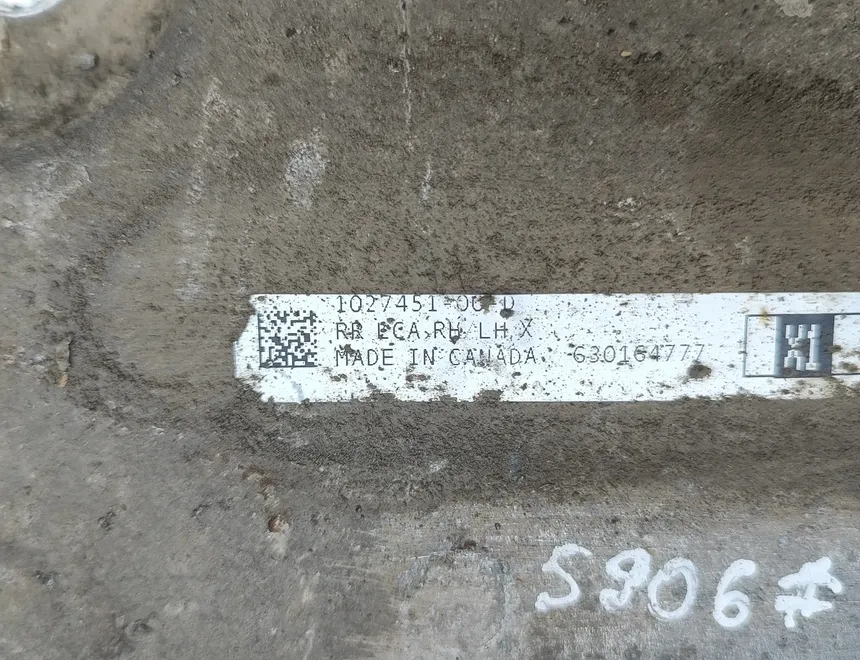 1027451-00-D
RR ECA RH LH X
MADE IN CANADA 630164777
S906#